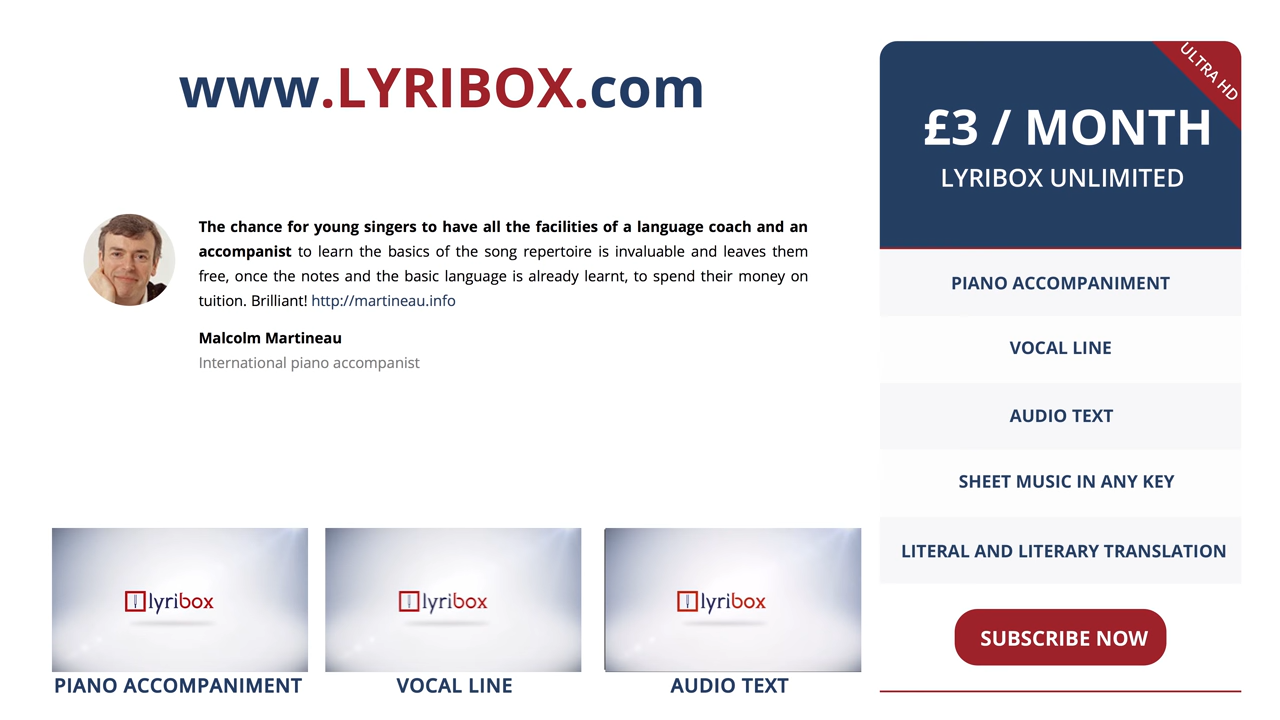 www.LYRIBOX.com
The chance for young singers to have all the facilities of a language coach and an
accompanist to learn the basics of the song repertoire is invaluable and leaves them
free, once the notes and the basic language is already learnt, to spend their money on
tuition. Brilliant! http://martineau.info
Malcolm Martineau
International piano accompanist
lyribox
PIANO ACCOMPANIMENT
lyribox
VOCAL LINE
lyribox
AUDIO TEXT
ULTRA HD
£3 / MONTH
LYRIBOX UNLIMITED
PIANO ACCOMPANIMENT
VOCAL LINE
AUDIO TEXT
SHEET MUSIC IN ANY KEY
LITERAL AND LITERARY TRANSLATION
SUBSCRIBE NOW